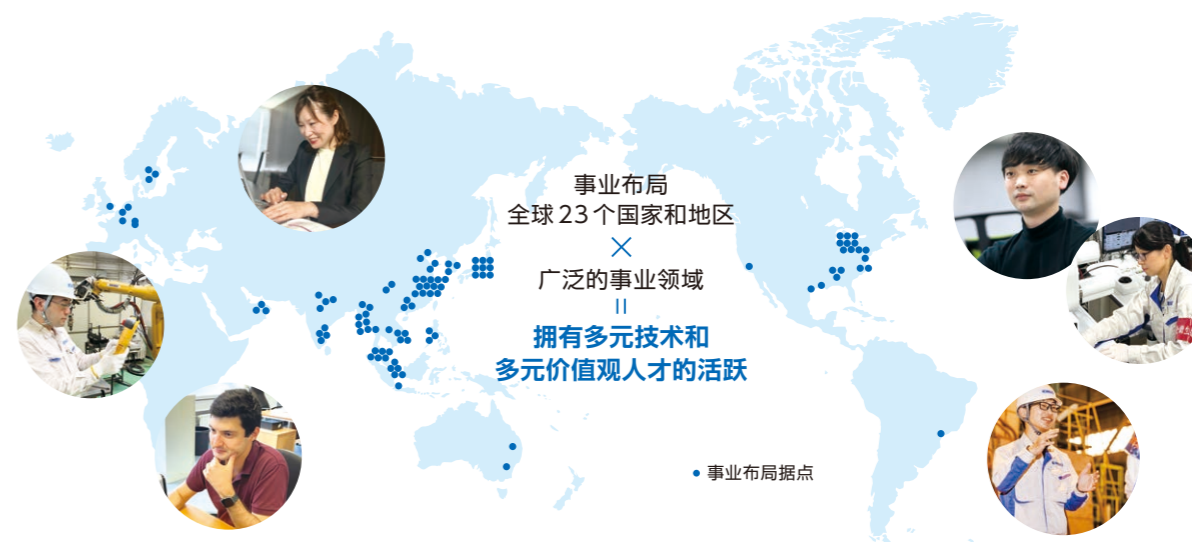 事业布局
全球23个国家和地区
×
广泛的事业领域
=
拥有多元技术和
多元价值观人才的活跃
● 事业布局据点